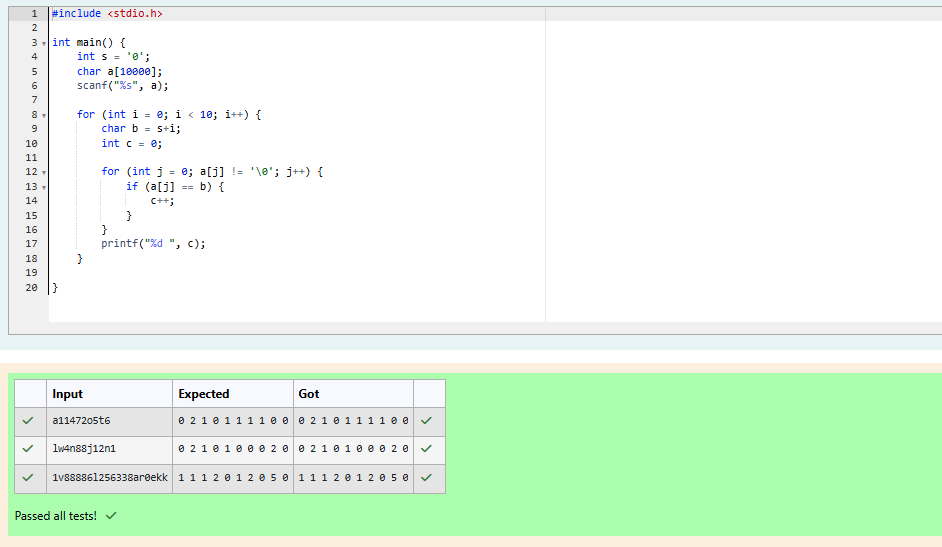 1 #include <stdio.h>
2
3 int main() {
4     int s = '0';
5     char a[10000];
6     scanf("%s", a);
7
8     for (int i = 0; i < 10; i++) {
9         char b = s+i;
10         int c = 0;
11
12         for (int j = 0; a[j] != '\0'; j++) {
13             if (a[j] == b) {
14                 c++;
15             }
16         }
17         printf("%d ", c);
18     }
19
20 }
Input Expected Got
a11472o5t6 0 2 1 0 1 1 1 1 0 0 0 2 1 0 1 1 1 1 0 0
lw4n88j12n1 0 2 1 0 1 0 0 0 2 0 0 2 1 0 1 0 0 0 2 0
1v88886l256338ar0ekk 1 1 1 2 0 1 2 0 5 0 1 1 1 2 0 1 2 0 5 0
Passed all tests!